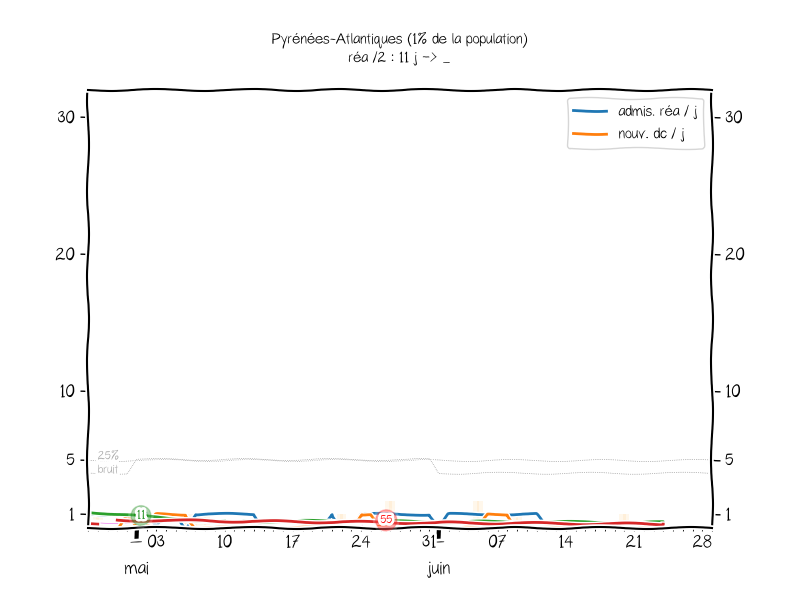 Pyrénées-Atlantiques (1% de la population)
réa /2 : 11 j -> _
admis. réa / j
nouv. dc / j
30
30
20
20
10
10
5
5
25%
bruit
1
1
11
55
03 10 17 24 31 07 14 21 28
mai juin